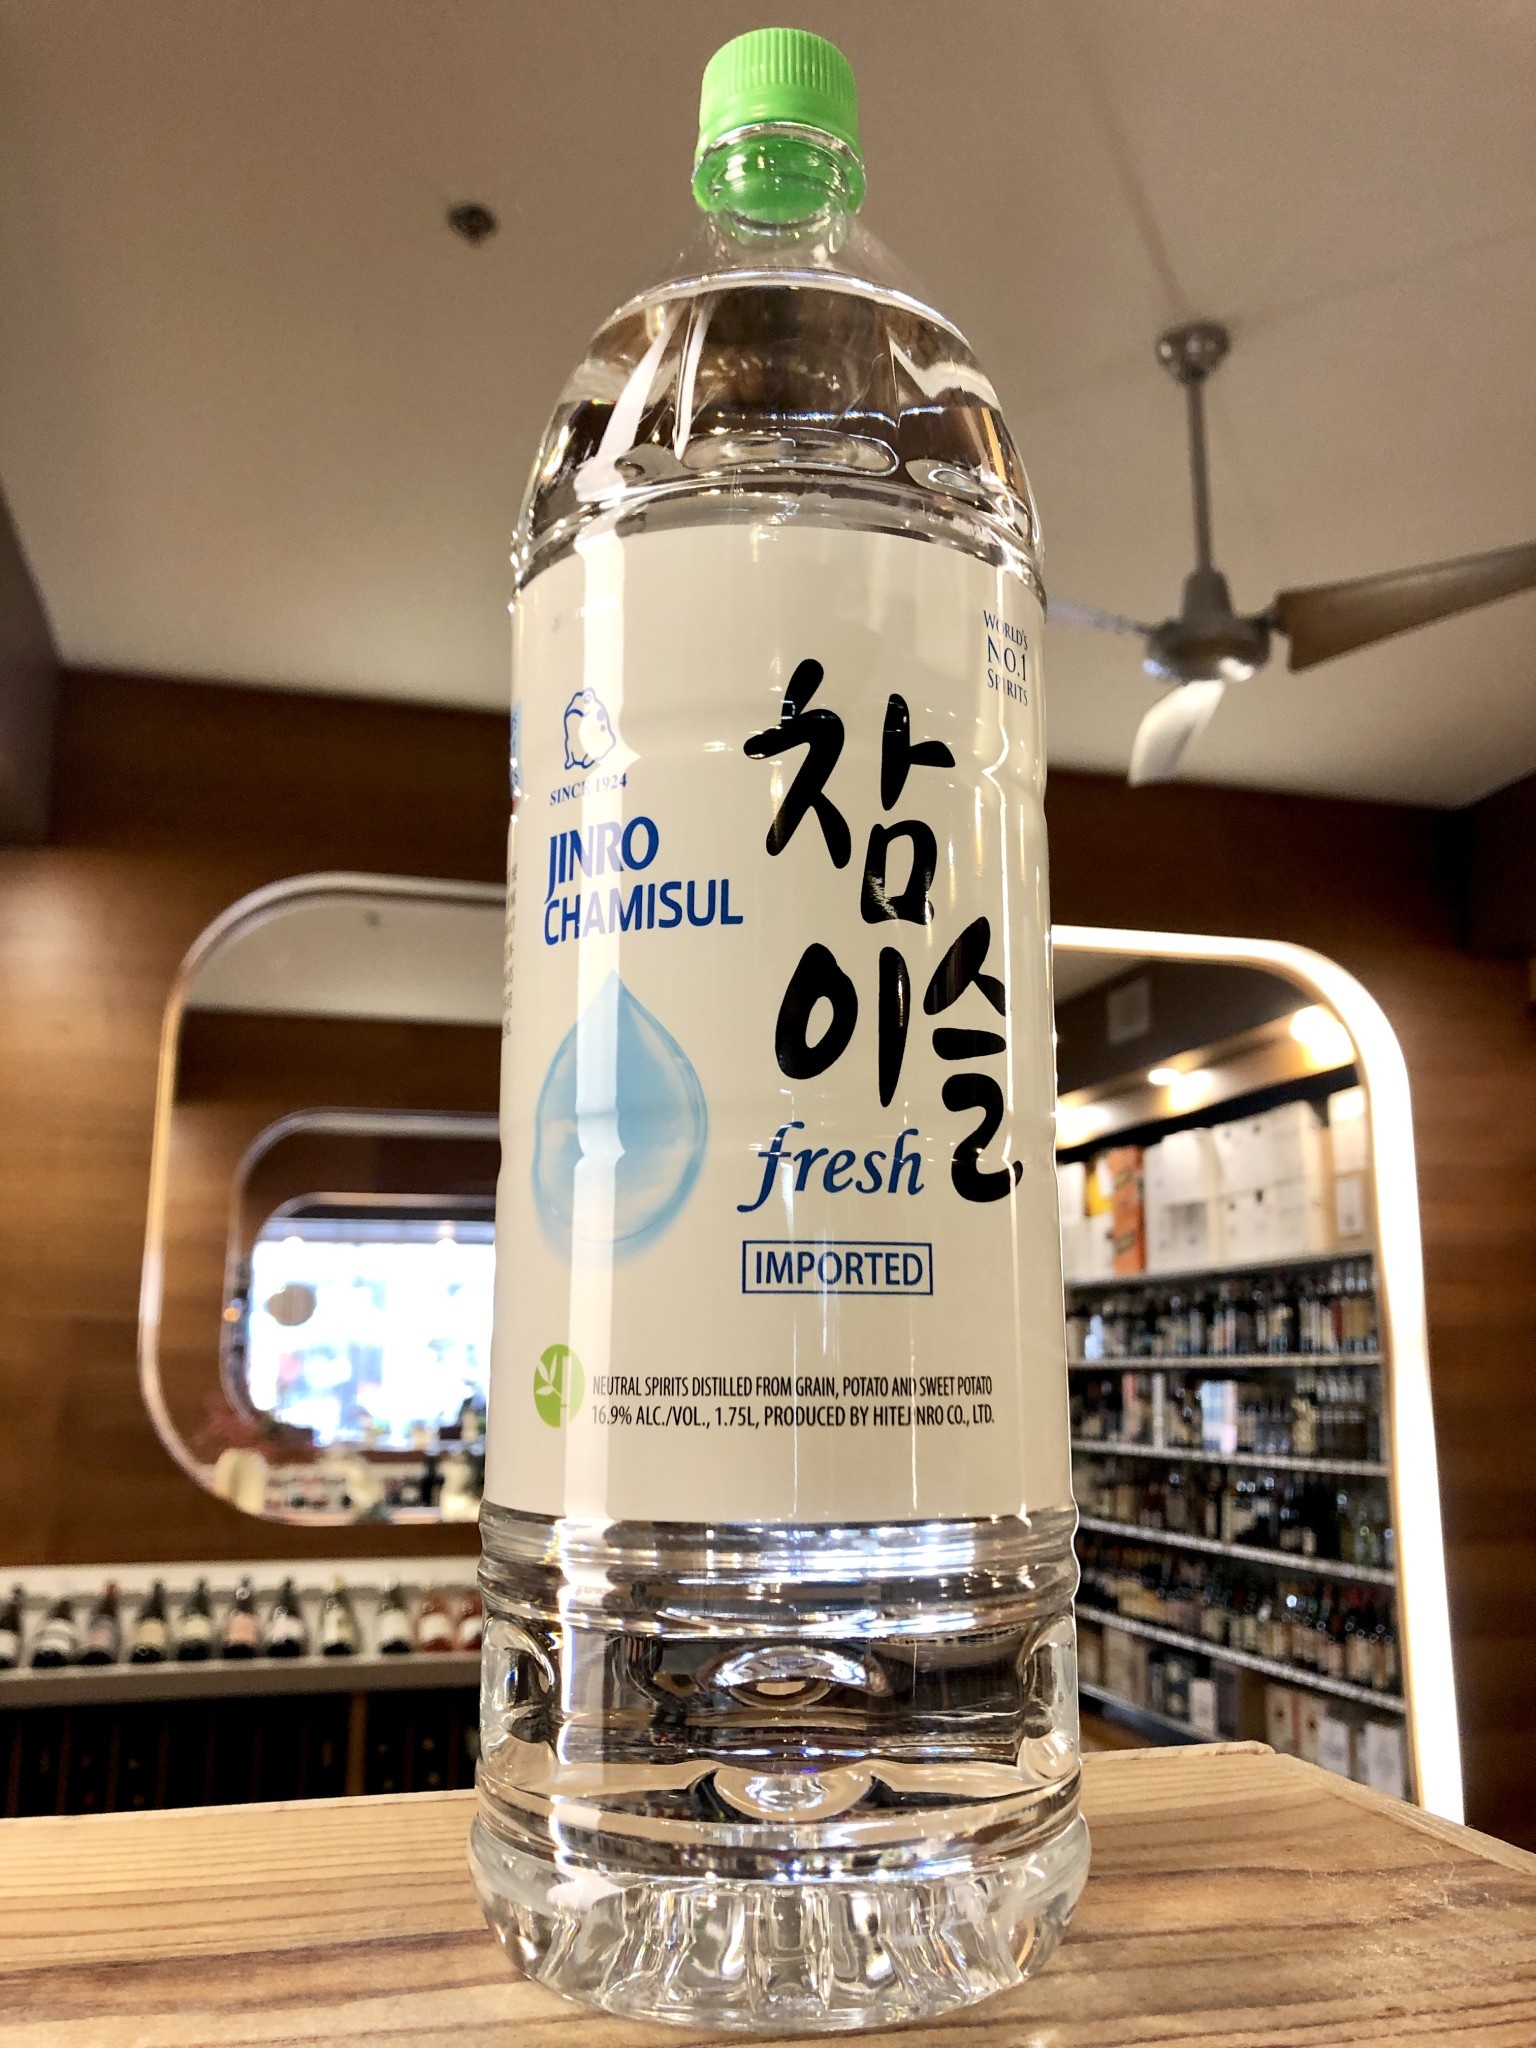 WORLD'S
NO.1
SPIRITS
SINCE 1924
JINRO
CHAMISUL
참
이슬
fresh
IMPORTED
NEUTRAL SPIRITS DISTILLED FROM GRAIN, POTATO AND SWEET POTATO
16.9% ALC./VOL., 1.75L, PRODUCED BY HITEJINRO CO., LTD.